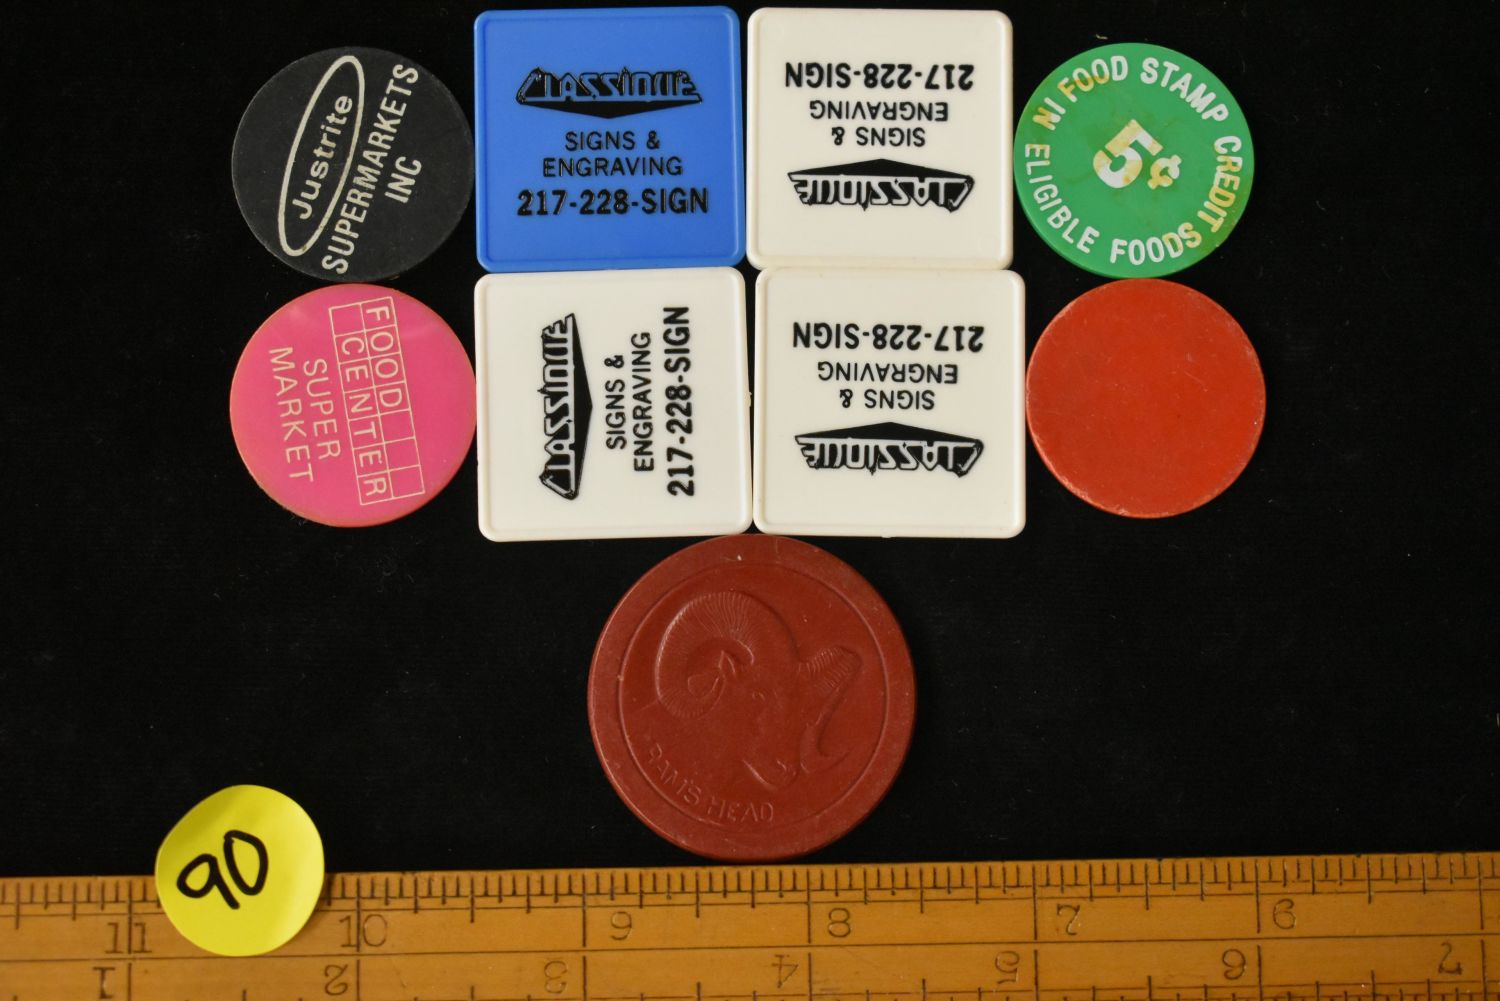 Justrite
SUPERMARKETS
INC
CLASSIQUE
SIGNS &
ENGRAVING
217-228-SIGN
CLASSIQUE
SIGNS &
ENGRAVING
217-228-SIGN
IN FOOD STAMP CREDIT
5¢
ELIGIBLE FOODS
FOOD
CENTER
SUPER
MARKET
CLASSIQUE
SIGNS &
ENGRAVING
217-228-SIGN
CLASSIQUE
SIGNS &
ENGRAVING
217-228-SIGN
RAM'S HEAD
90
11 10 9 8 7 6
1 2 3 4 5 6 7